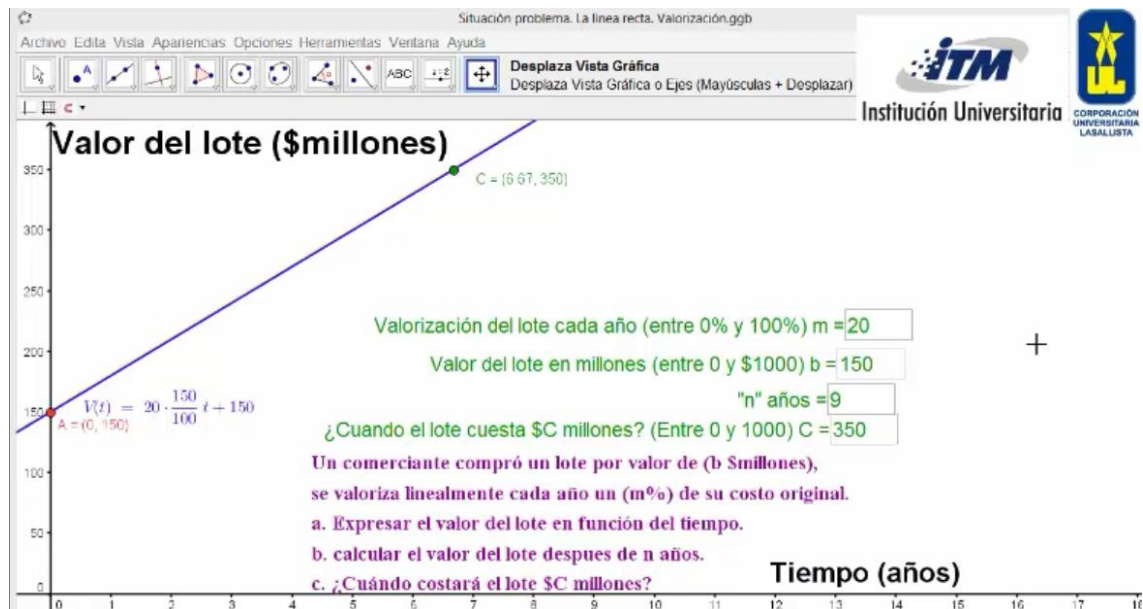 Situación problema. La linea recta. Valorización.ggb
Archivo Edita Vista Apariencias Opciones Herramientas Ventana Ayuda
ABC
a=2
Desplaza Vista Gráfica
Desplaza Vista Gráfica o Ejes (Mayúsculas + Desplazar)
iTM
Institución Universitaria
UL
CORPORACIÓN
UNIVERSITARIA
LASALLISTA
Valor del lote ($millones)
350
C = (6.67, 350)
300
250
Valorización del lote cada año (entre 0% y 100%) m = 20
200
Valor del lote en millones (entre 0 y $1000) b = 150
"n" años = 9
150
V(t) = 20 · 150/100 t + 150
A = (0, 150)
¿Cuando el lote cuesta $C millones? (Entre 0 y 1000) C = 350
Un comerciante compró un lote por valor de (b $millones),
100
se valoriza linealmente cada año un (m%) de su costo original.
a. Expresar el valor del lote en función del tiempo.
50
b. calcular el valor del lote despues de n años.
c. ¿Cuándo costará el lote $C millones?
Tiempo (años)
0
0 1 2 3 4 5 6 7 8 9 10 11 12 13 14 15 16 17 18